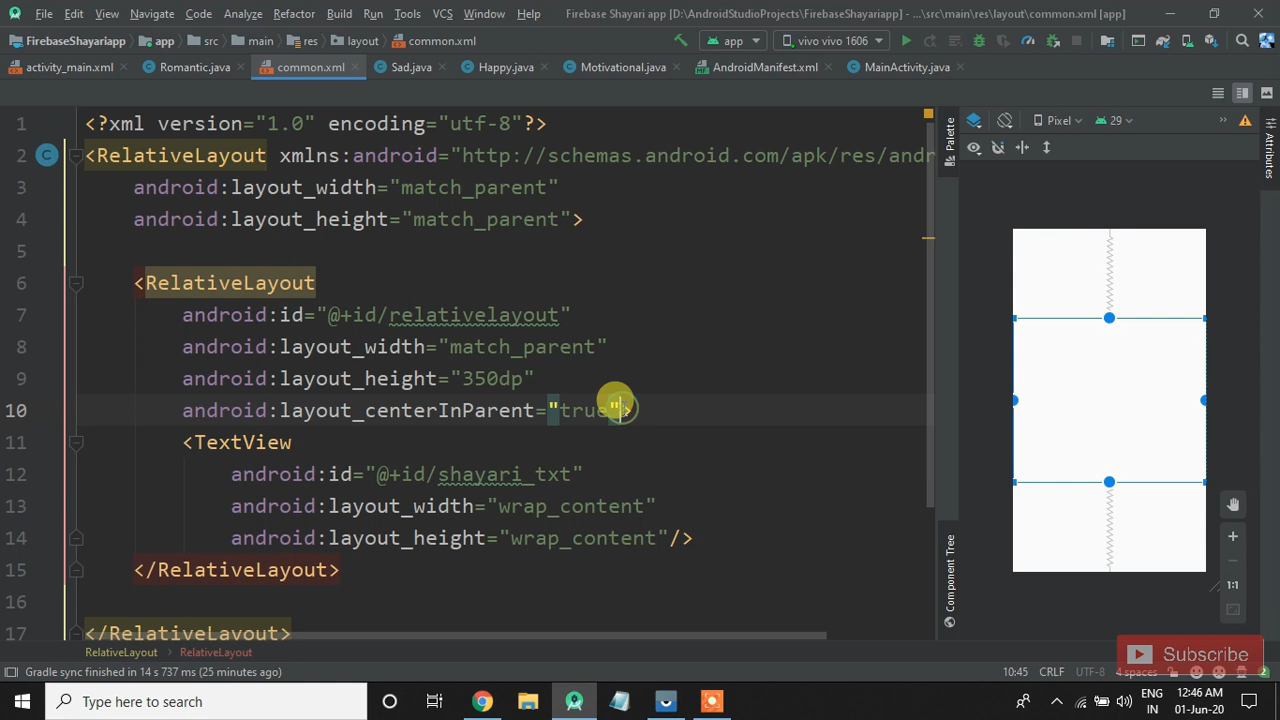 File Edit View Navigate Code Analyze Refactor Build Run Tools VCS Window Help Firebase Shayari app [D:\AndroidStudioProjects\FirebaseShayariapp] - ...\src\main\res\layout\common.xml [app]
FirebaseShayariapp app src main res layout common.xml app vivo vivo 1606
activity_main.xml Romantic.java common.xml Sad.java Happy.java Motivational.java AndroidManifest.xml MainActivity.java
1 <?xml version="1.0" encoding="utf-8"?>
2 <RelativeLayout xmlns:android="http://schemas.android.com/apk/res/andr
3 android:layout_width="match_parent"
4 android:layout_height="match_parent">
5
6 <RelativeLayout
7 android:id="@+id/relativelayout"
8 android:layout_width="match_parent"
9 android:layout_height="350dp"
10 android:layout_centerInParent="true">
11 <TextView
12 android:id="@+id/shayari_txt"
13 android:layout_width="wrap_content"
14 android:layout_height="wrap_content"/>
15 </RelativeLayout>
16
17 </RelativeLayout>
Palette
Pixel 29
Attributes
Component Tree
1:1
RelativeLayout RelativeLayout
Subscribe
Gradle sync finished in 14 s 737 ms (25 minutes ago) 10:45 CRLF UTF-8 4 spaces 2
Type here to search ENG 12:46 AM
IN 01-Jun-20